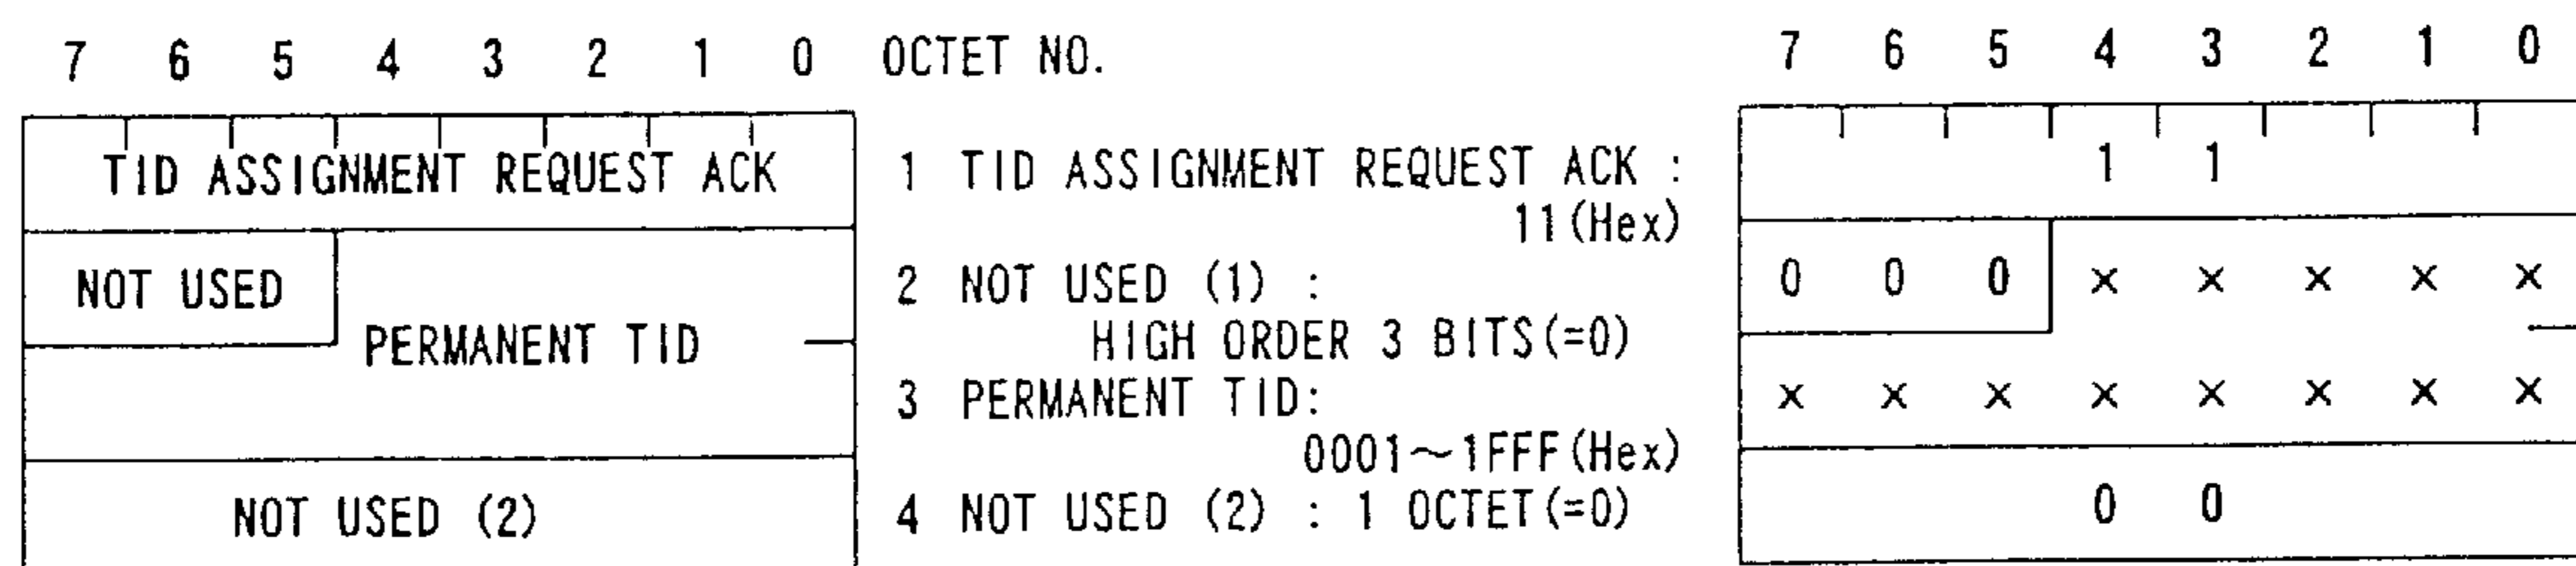 7 6 5 4 3 2 1 0 OCTET NO. 7 6 5 4 3 2 1 0
TID ASSIGNMENT REQUEST ACK 1 TID ASSIGNMENT REQUEST ACK : 1 1
11(Hex)
NOT USED 2 NOT USED (1) : 0 0 0 × × × × ×
PERMANENT TID HIGH ORDER 3 BITS(=0)
3 PERMANENT TID: × × × × × × × ×
0001~1FFF(Hex)
NOT USED (2) 4 NOT USED (2) : 1 OCTET(=0) 0 0